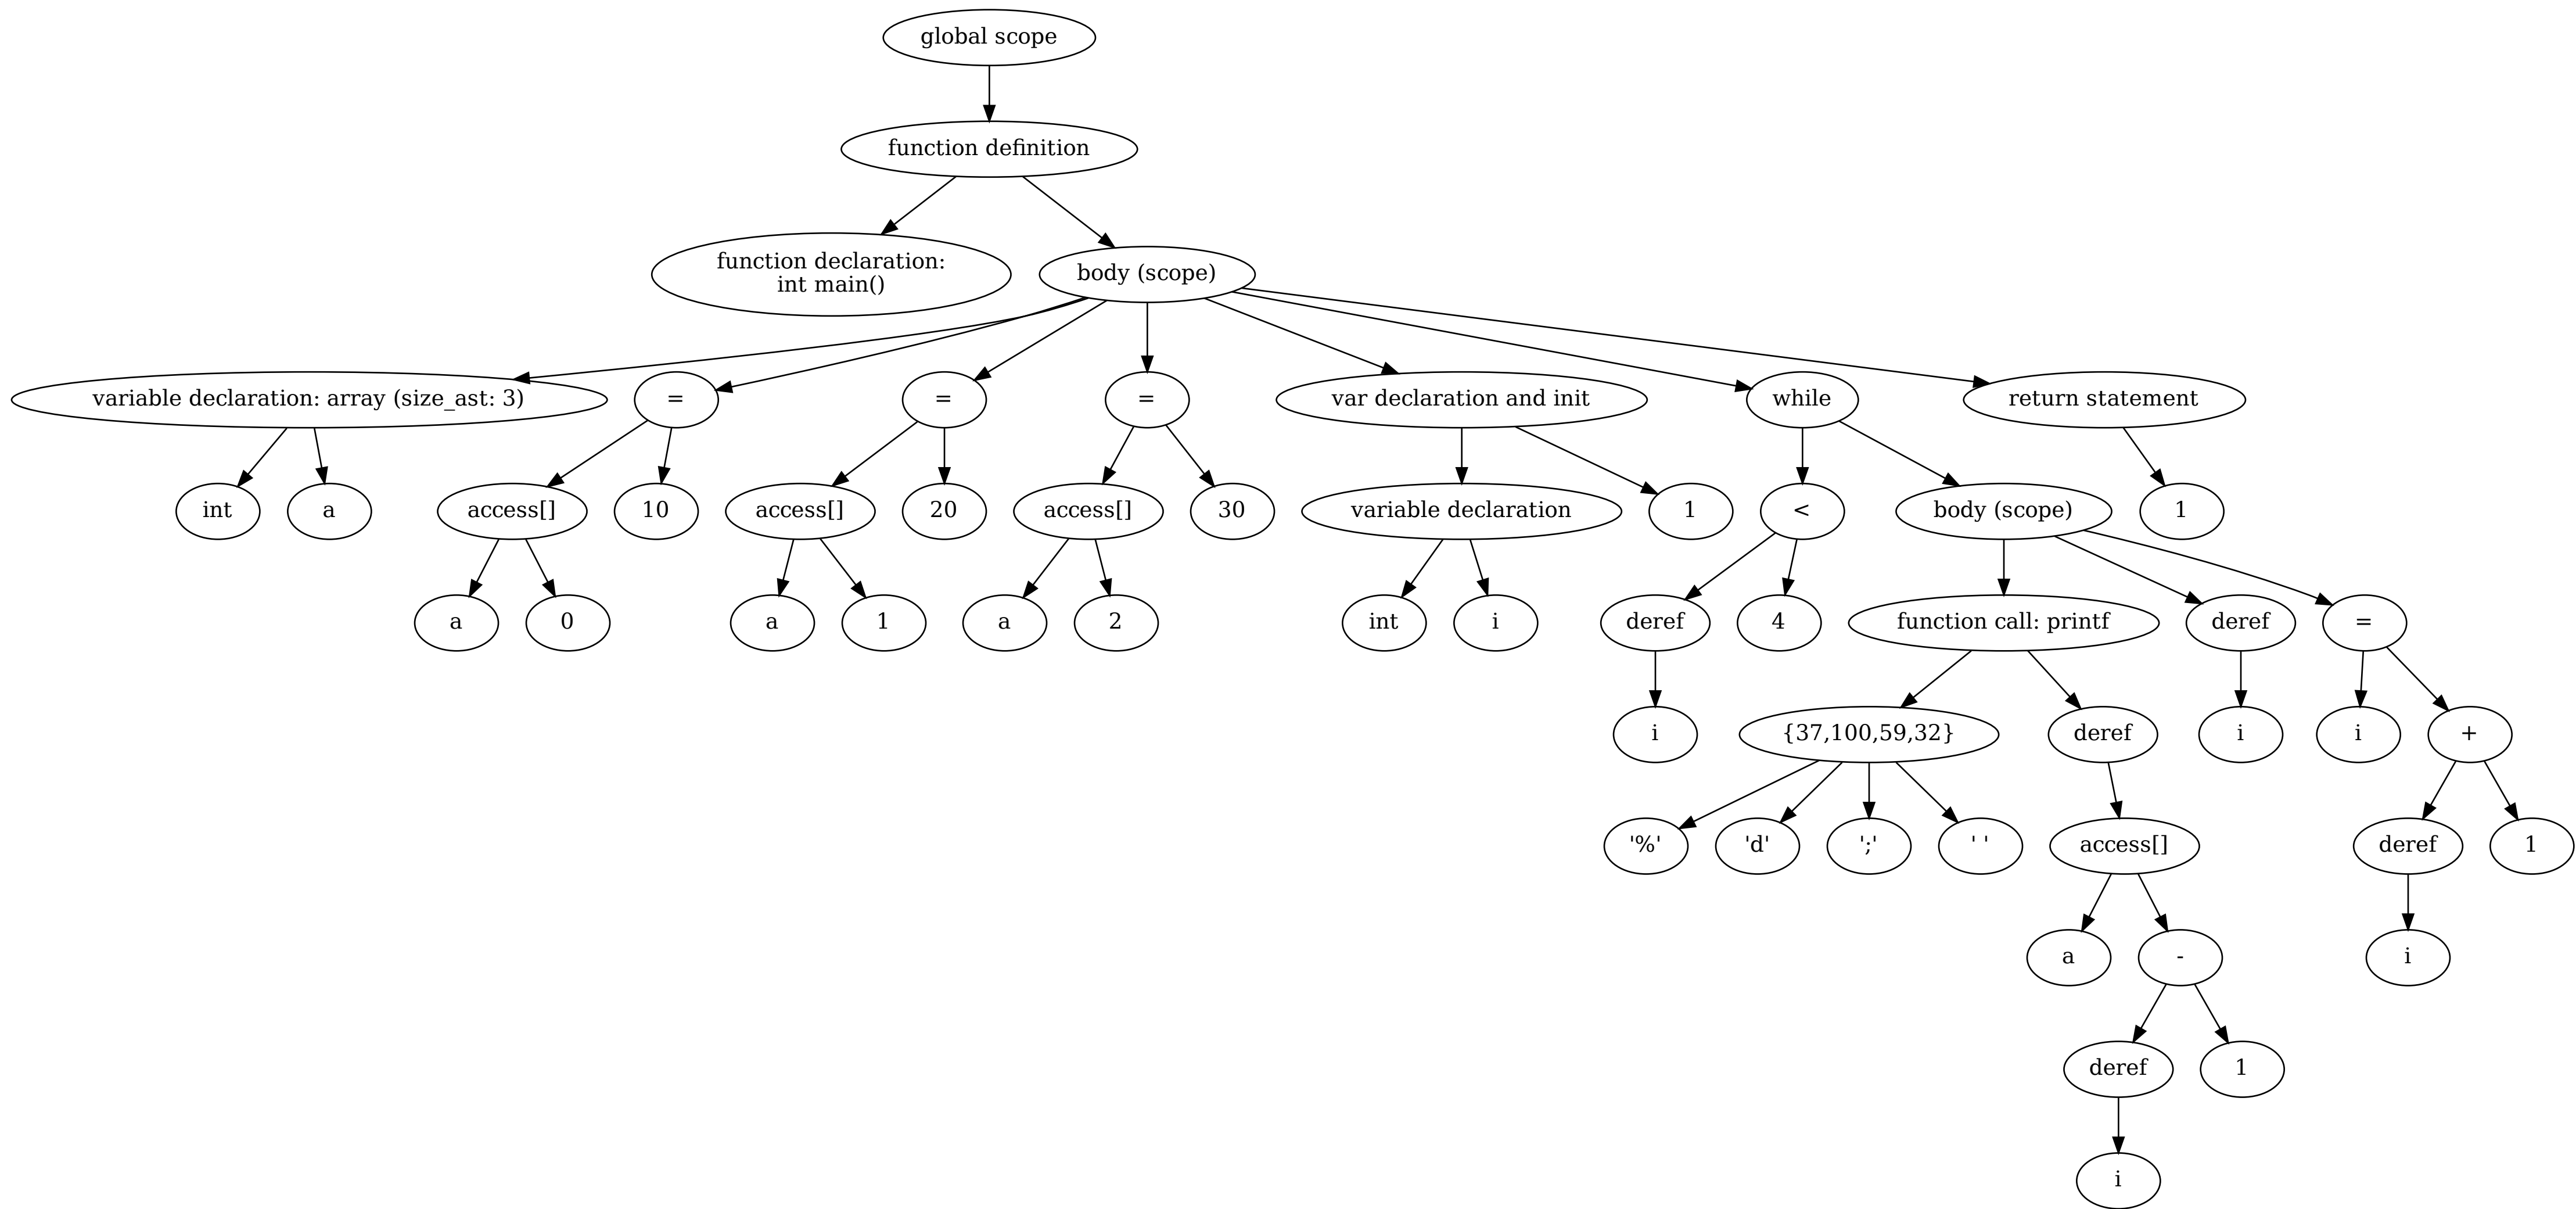 global scope
function definition
function declaration:
int main()
body (scope)
variable declaration: array (size_ast: 3)
=
=
=
var declaration and init
while
return statement
int
a
access[]
10
access[]
20
access[]
30
variable declaration
1
<
body (scope)
1
a
0
a
1
a
2
int
i
deref
4
function call: printf
deref
=
i
{37,100,59,32}
deref
i
i
+
'%'
'd'
';'
' '
access[]
deref
1
a
-
i
deref
1
i